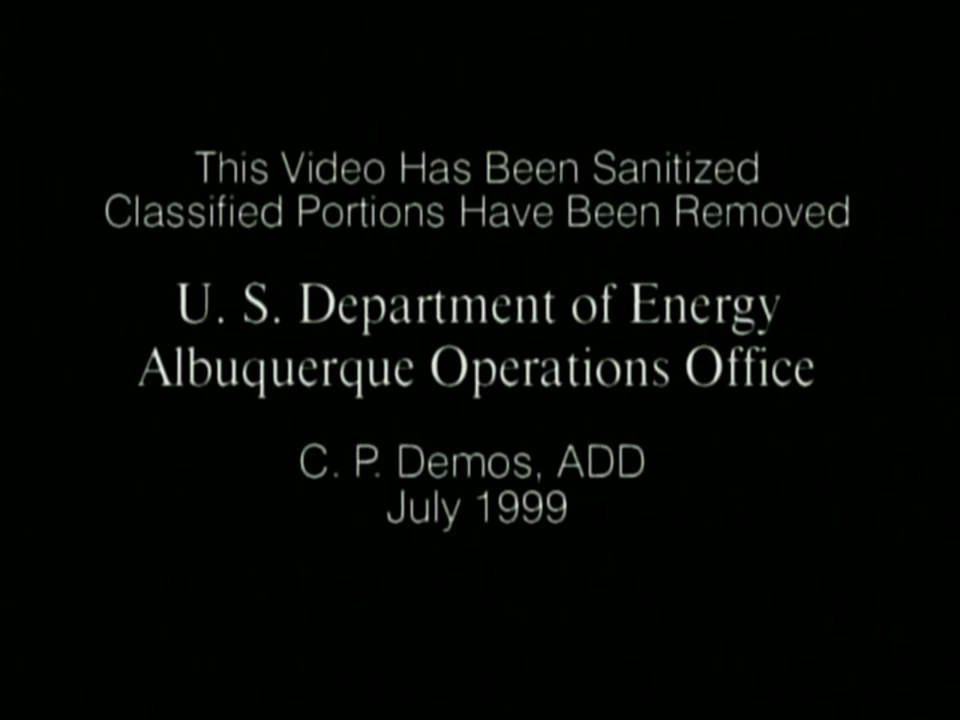 This Video Has Been Sanitized
Classified Portions Have Been Removed
U. S. Department of Energy
Albuquerque Operations Office
C. P. Demos, ADD
July 1999